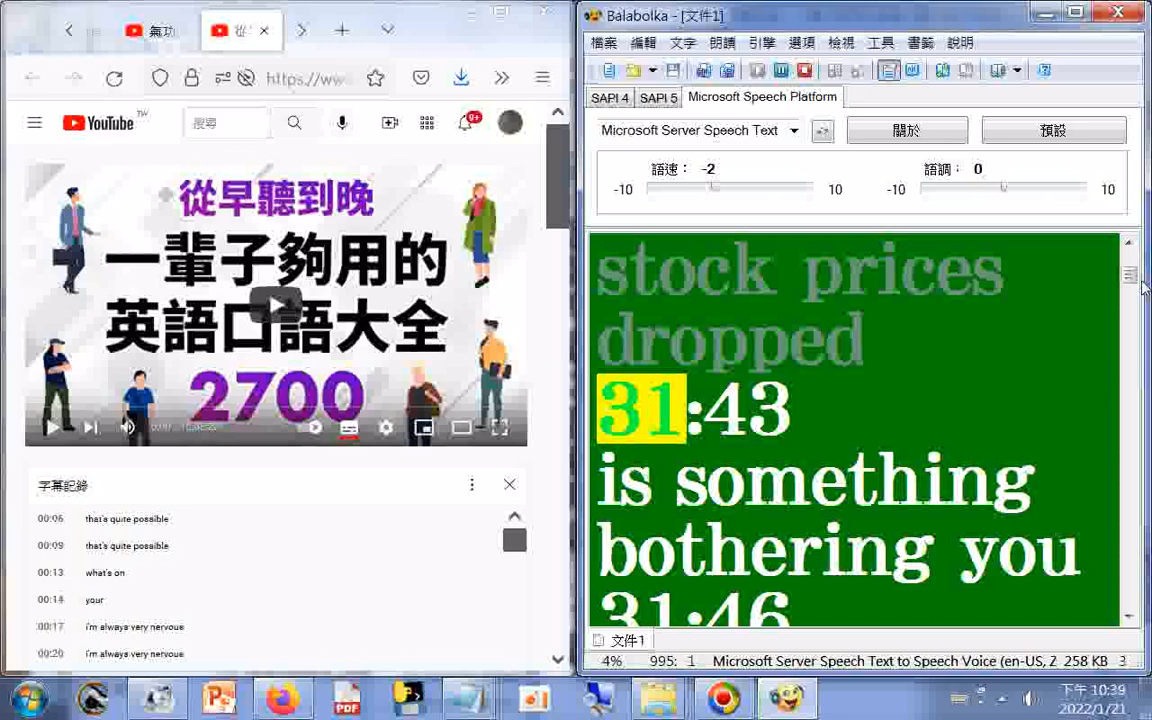 氣功
https://ww
YouTube TW
搜尋
9+
從早聽到晚
一輩子夠用的
英語口語大全
2700
字幕記錄
00:06 that's quite possible
00:09 that's quite possible
00:13 what's on
00:14 your
00:17 i'm always very nervoue
00:20 i'm always very nervoue
Balabolka - [文件1]
檔案 編輯 文字 朗讀 引擎 選項 檢視 工具 書籤 說明
SAPI 4 SAPI 5 Microsoft Speech Platform
Microsoft Server Speech Text 關於 預設
語速： -2 語調： 0
-10 10 -10 10
stock prices
dropped
31:43
is something
bothering you
31:46
文件1
4% 995: 1 Microsoft Server Speech Text to Speech Voice (en-US, Z 258 KB 3
PDF
下午 10:39
2022/1/21